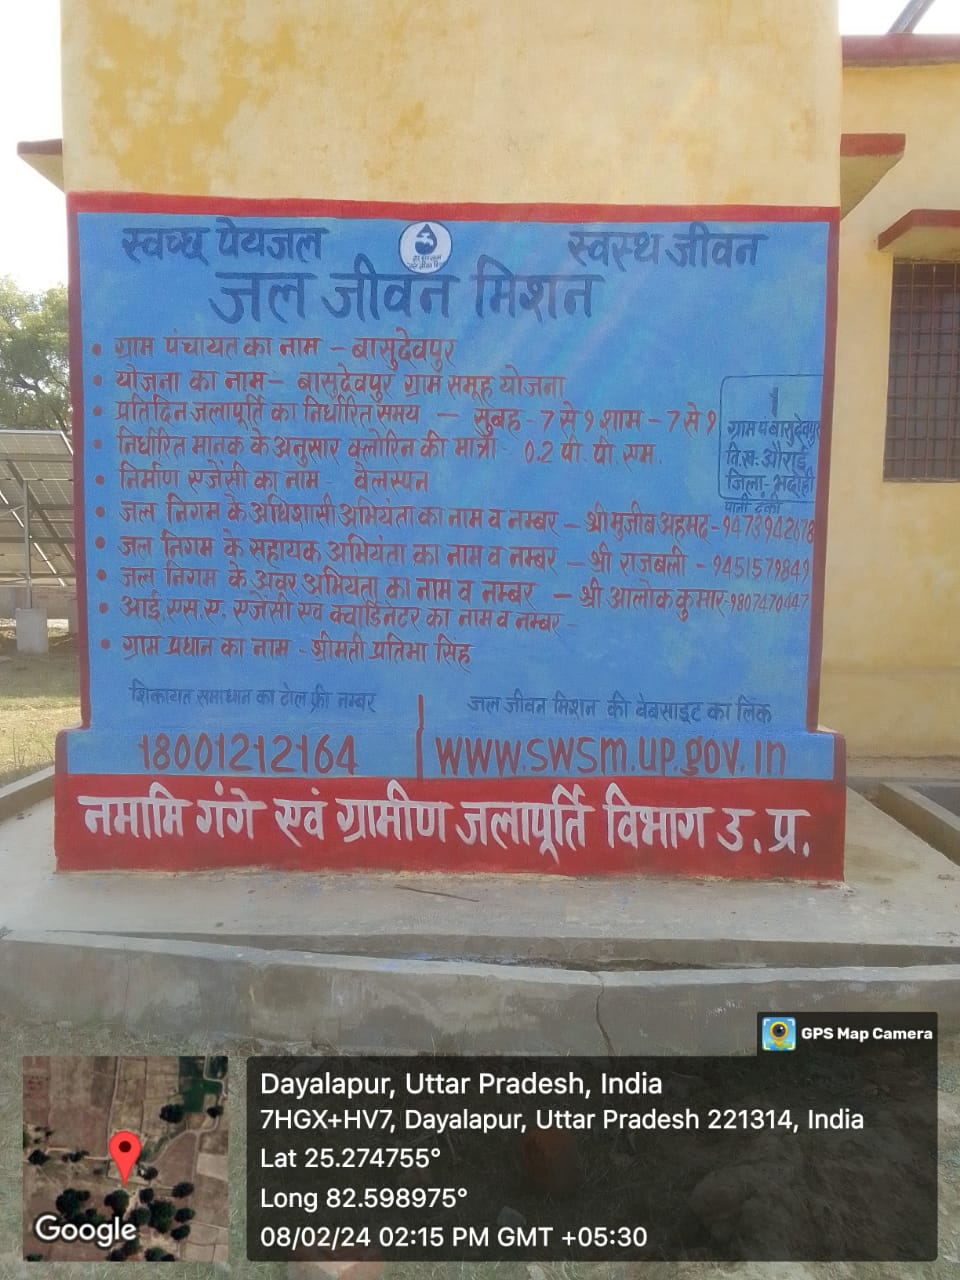 स्वच्छ पेयजल
स्वस्थ जीवन
जल जीवन मिशन
• ग्राम पंचायत का नाम – बासुदेवपुर
• योजना का नाम – बासुदेवपुर ग्राम समूह योजना
• प्रतिदिन जलापूर्ति का निर्धारित समय – सुबह - 7 से 9 शाम - 7 से 9
• निर्धारित मानक के अनुसार क्लोरिन की मात्रा - 0.2 पी. पी. एम.
• निर्माण एजेंसी का नाम - वेलस्पन
• जल निगम के अधिशासी अभियंता का नाम व नम्बर – श्री मुजीब अहमद - 9473942678
• जल निगम के सहायक अभियंता का नाम व नम्बर – श्री राजबली - 9451579849
• जल निगम के अवर अभियंता का नाम व नम्बर – श्री आलोक कुमार - 9807470447
• आई.एस.ए. एजेंसी एवं क्वार्डिनेटर का नाम व नम्बर -
• ग्राम प्रधान का नाम - श्रीमती प्रतिमा सिंह
ग्राम पं बासुदेवपुर
वि.ख. औराई
जिला - भदोही
पानी टंकी
शिकायत समाधान का टोल फ्री नम्बर
18001212164
जल जीवन मिशन की वेबसाइट का लिंक
www.swsm.up.gov.in
नमामि गंगे एवं ग्रामीण जलापूर्ति विभाग उ. प्र.
GPS Map Camera
Dayalapur, Uttar Pradesh, India
7HGX+HV7, Dayalapur, Uttar Pradesh 221314, India
Lat 25.274755°
Long 82.598975°
08/02/24 02:15 PM GMT +05:30
Google